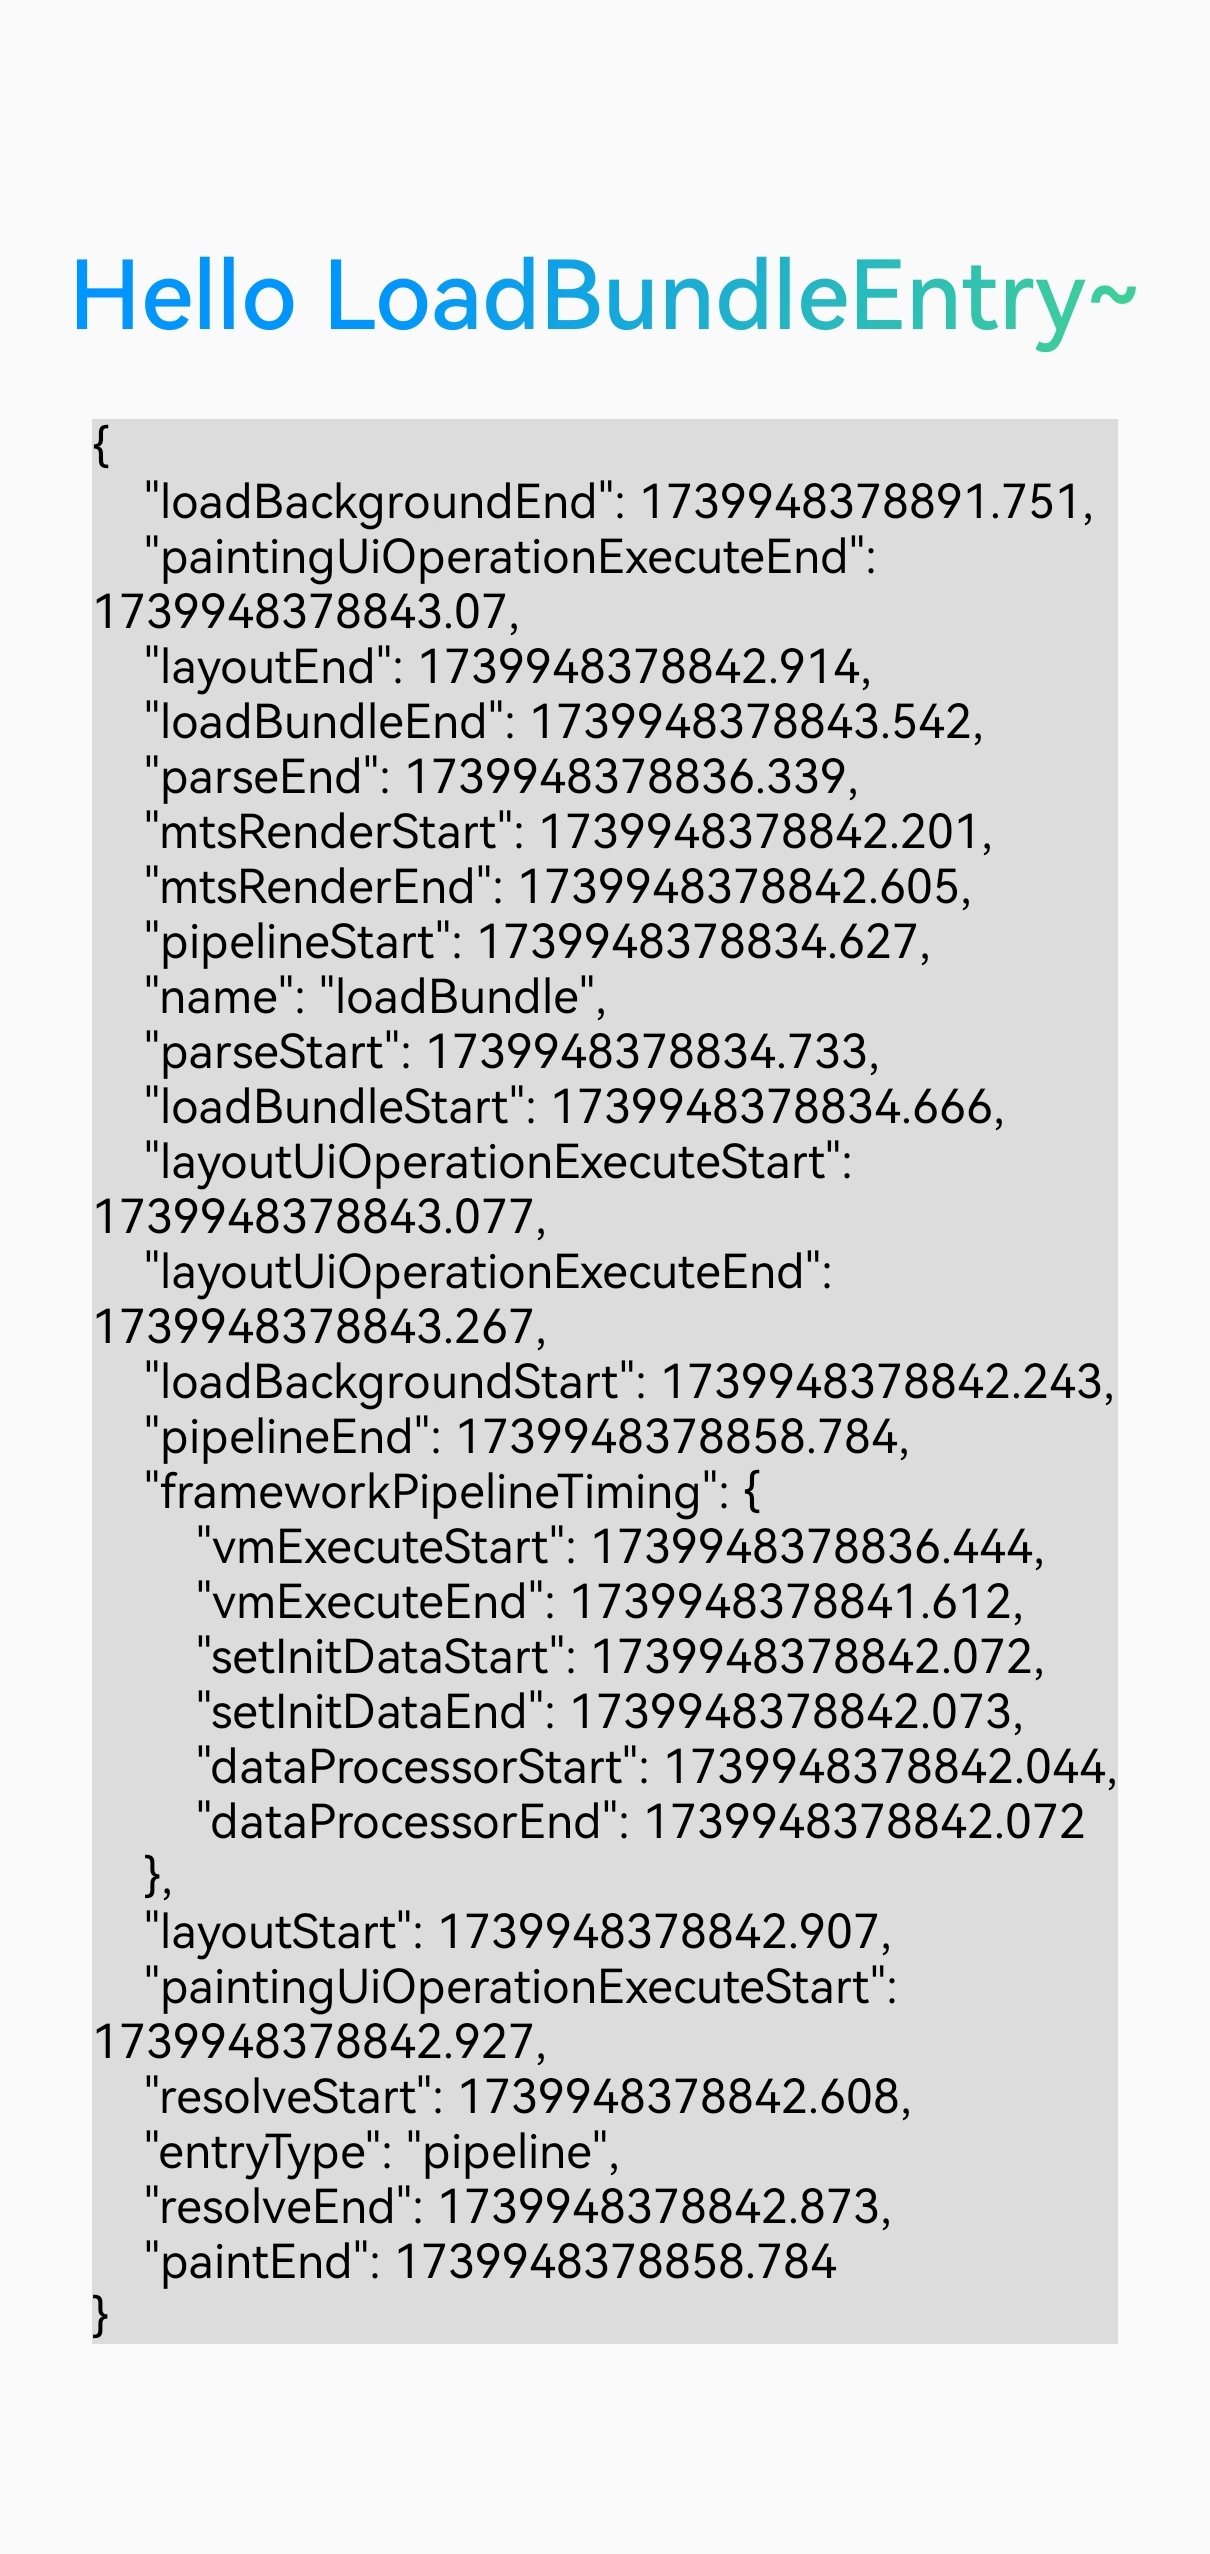 Hello LoadBundleEntry~
{
    "loadBackgroundEnd": 1739948378891.751,
    "paintingUiOperationExecuteEnd":
1739948378843.07,
    "layoutEnd": 1739948378842.914,
    "loadBundleEnd": 1739948378843.542,
    "parseEnd": 1739948378836.339,
    "mtsRenderStart": 1739948378842.201,
    "mtsRenderEnd": 1739948378842.605,
    "pipelineStart": 1739948378834.627,
    "name": "loadBundle",
    "parseStart": 1739948378834.733,
    "loadBundleStart": 1739948378834.666,
    "layoutUiOperationExecuteStart":
1739948378843.077,
    "layoutUiOperationExecuteEnd":
1739948378843.267,
    "loadBackgroundStart": 1739948378842.243,
    "pipelineEnd": 1739948378858.784,
    "frameworkPipelineTiming": {
        "vmExecuteStart": 1739948378836.444,
        "vmExecuteEnd": 1739948378841.612,
        "setInitDataStart": 1739948378842.072,
        "setInitDataEnd": 1739948378842.073,
        "dataProcessorStart": 1739948378842.044,
        "dataProcessorEnd": 1739948378842.072
    },
    "layoutStart": 1739948378842.907,
    "paintingUiOperationExecuteStart":
1739948378842.927,
    "resolveStart": 1739948378842.608,
    "entryType": "pipeline",
    "resolveEnd": 1739948378842.873,
    "paintEnd": 1739948378858.784
}